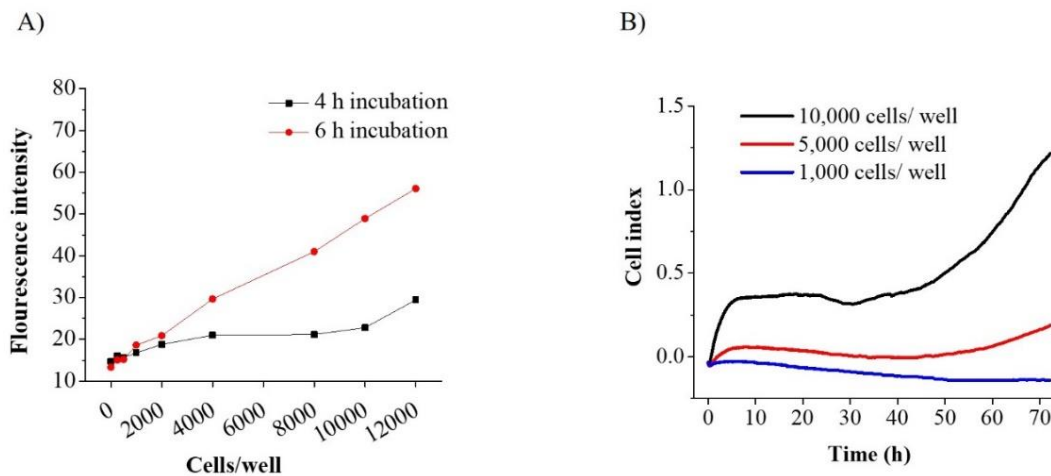 A)
80
70
60
50
40
30
20
10
Flourescence intensity
4 h incubation
6 h incubation
0
2000
4000
6000
8000
10000
12000
Cells/well
B)
1.5
1.0
0.5
0.0
Cell index
10,000 cells/ well
5,000 cells/ well
1,000 cells/ well
0 10 20 30 40 50 60 70
Time (h)